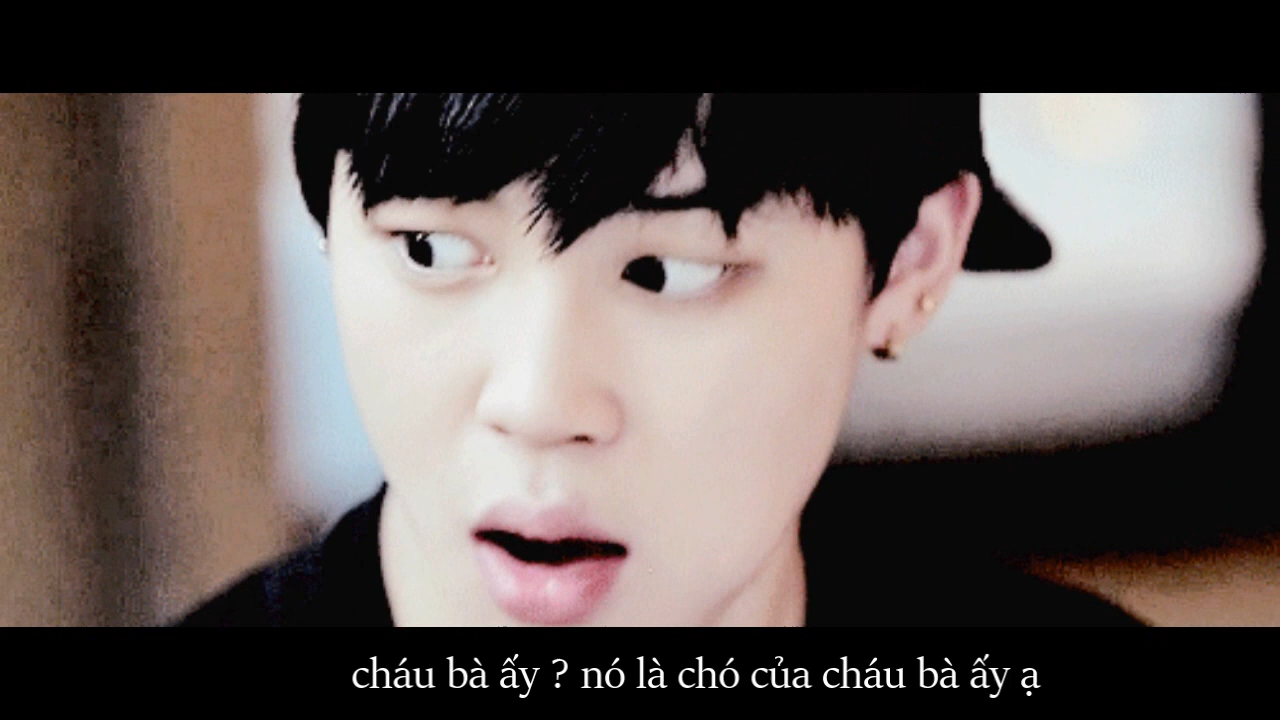 cháu bà ấy ? nó là chó của cháu bà ấy ạ